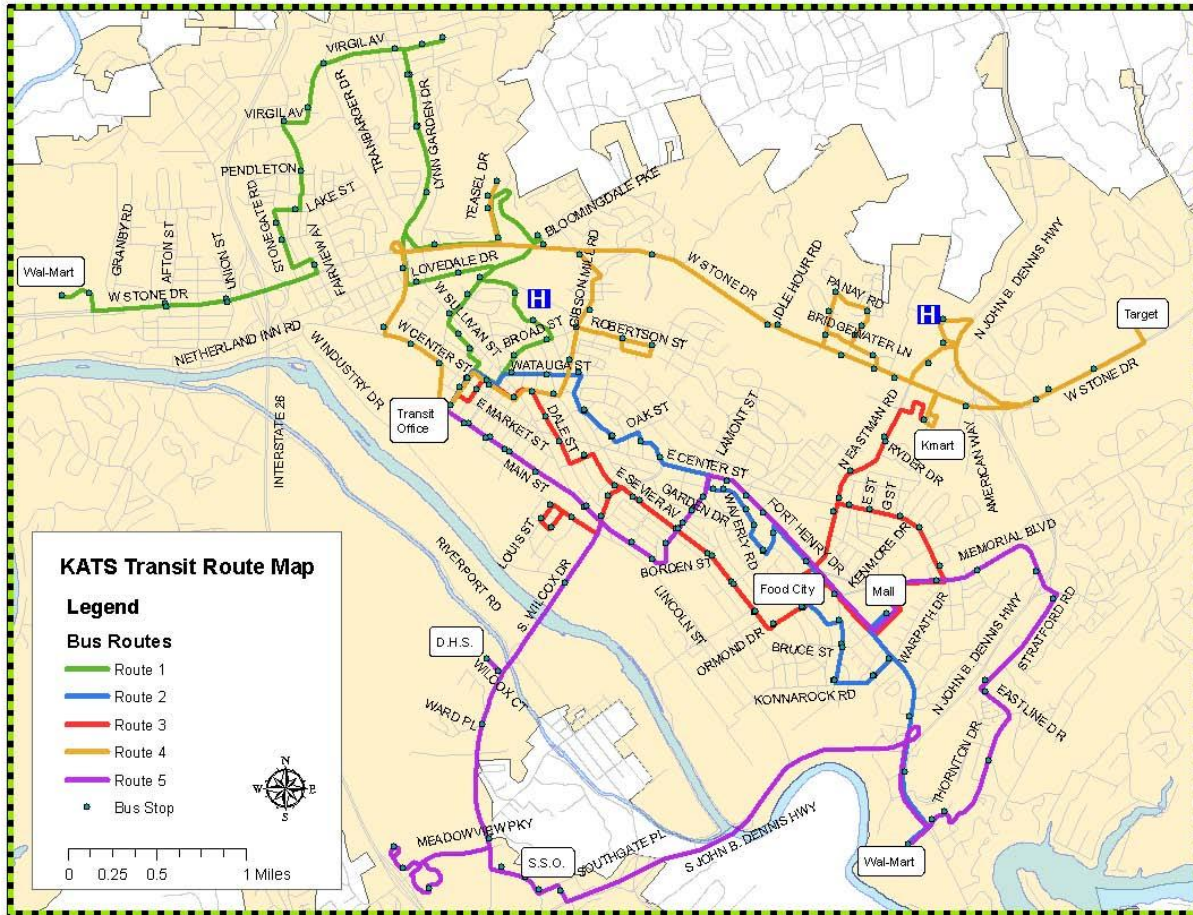 VIRGIL AV
VIRGIL AV
TRANBARGER DR
LYNN GARDEN DR
PENDLETON
LAKE ST
STONEGATE RD
FAIRVIEW AV
TEASEL DR
BLOOMINGDALE PKE
GRANBY RD
AFTON ST
UNION ST
Wal-Mart
W STONE DR
LOVEDALE DR
GIBSON MILL RD
W STONE DR
IDLE HOUR RD
PANAY RD
BRIDGEWATER LN
N JOHN B. DENNIS HWY
H
H
Target
NETHERLAND INN RD
W INDUSTRY DR
W SULLIVAN ST
BROAD ST
ROBERTSON ST
W CENTER ST
WATAUGA ST
W STONE DR
Transit
Office
E MARKET ST
DALE ST
OAK ST
LAMONT ST
N EASTMAN RD
Kmart
RYDER DR
AMERICAN WAY
INTERSTATE 26
MAIN ST
E CENTER ST
E SEVIER AV
GARDEN DR
WAVERLY RD
FORT HENRY DR
E ST
G ST
KENMORE DR
MEMORIAL BLVD
LOUIS ST
BORDEN ST
Food City
Mall
RIVERPORT RD
S. WILCOX DR
LINCOLN ST
ORMOND DR
BRUCE ST
WARPATH DR
KONNAROCK RD
N JOHN B. DENNIS HWY
STRATFORD RD
D.H.S.
WILCOX CT
WARD PL
EASTLINE DR
THORNTON DR
MEADOWVIEW PKY
S.S.O.
SOUTHGATE PL
S JOHN B. DENNIS HWY
Wal-Mart
KATS Transit Route Map
Legend
Bus Routes
Route 1
Route 2
Route 3
Route 4
Route 5
Bus Stop
N
W E
S
0 0.25 0.5 1 Miles